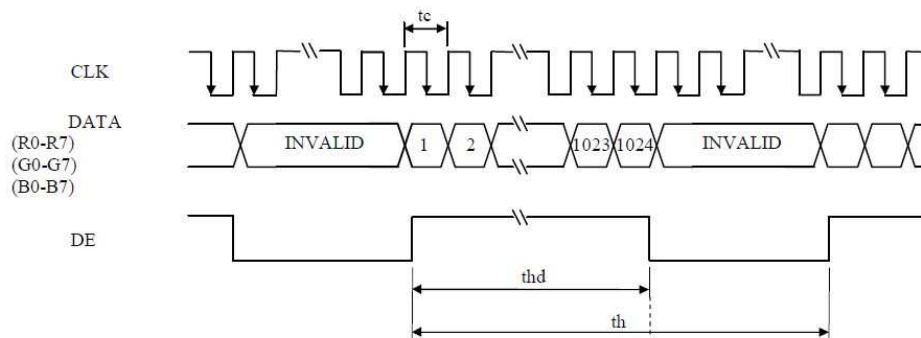 tc
CLK
DATA
(R0-R7)
(G0-G7)
(B0-B7)
INVALID 1 2 1023 1024 INVALID
DE
thd
th